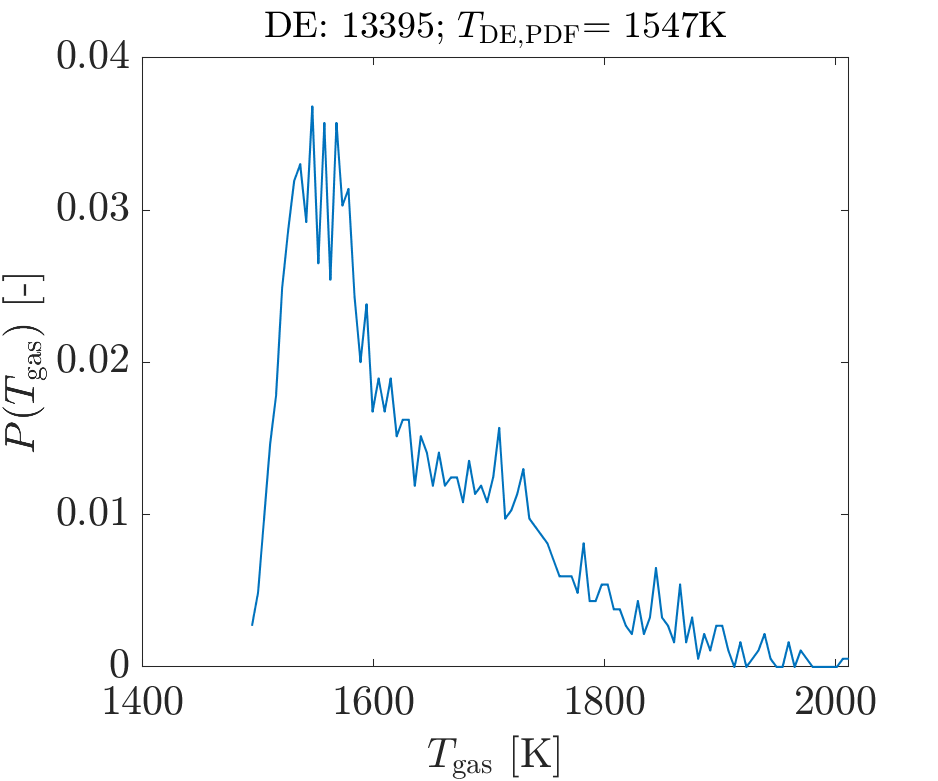 DE: 13395; T_DE,PDF= 1547K
0.04
0.03
0.02
0.01
0
P(T_gas) [-]
1400 1600 1800 2000
T_gas [K]